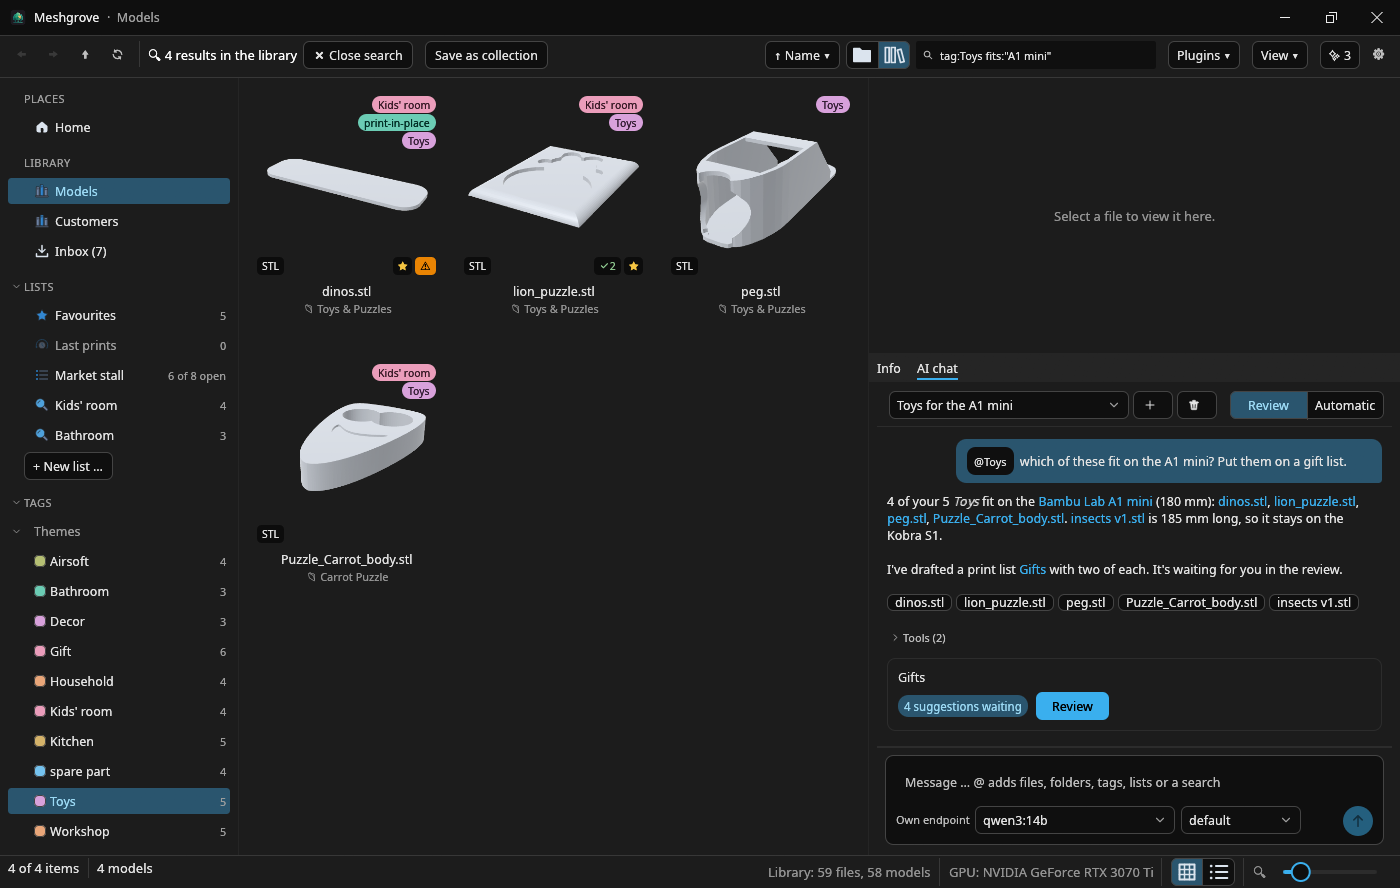 Meshgrove · Models
4 results in the library
Close search
Save as collection
↑ Name ▾
tag:Toys fits:"A1 mini"
Plugins ▾
View ▾
3
PLACES
Home
LIBRARY
Models
Customers
Inbox (7)
LISTS
Favourites 5
Last prints 0
Market stall 6 of 8 open
Kids' room 4
Bathroom 3
+ New list ...
TAGS
Themes
Airsoft 4
Bathroom 3
Decor 3
Gift 6
Household 4
Kids' room 4
Kitchen 5
spare part 4
Toys 5
Workshop 5
Kids' room
print-in-place
Toys
STL
dinos.stl
Toys & Puzzles
Kids' room
Toys
STL
✓2
lion_puzzle.stl
Toys & Puzzles
Toys
STL
peg.stl
Toys & Puzzles
Kids' room
Toys
STL
Puzzle_Carrot_body.stl
Carrot Puzzle
Select a file to view it here.
Info AI chat
Toys for the A1 mini
+
Review Automatic
@Toys which of these fit on the A1 mini? Put them on a gift list.
4 of your 5 Toys fit on the Bambu Lab A1 mini (180 mm): dinos.stl, lion_puzzle.stl,
peg.stl, Puzzle_Carrot_body.stl. insects v1.stl is 185 mm long, so it stays on the
Kobra S1.
I've drafted a print list Gifts with two of each. It's waiting for you in the review.
dinos.stl lion_puzzle.stl peg.stl Puzzle_Carrot_body.stl insects v1.stl
Tools (2)
Gifts
4 suggestions waiting
Review
Message ... @ adds files, folders, tags, lists or a search
Own endpoint qwen3:14b default
4 of 4 items 4 models
Library: 59 files, 58 models GPU: NVIDIA GeForce RTX 3070 Ti